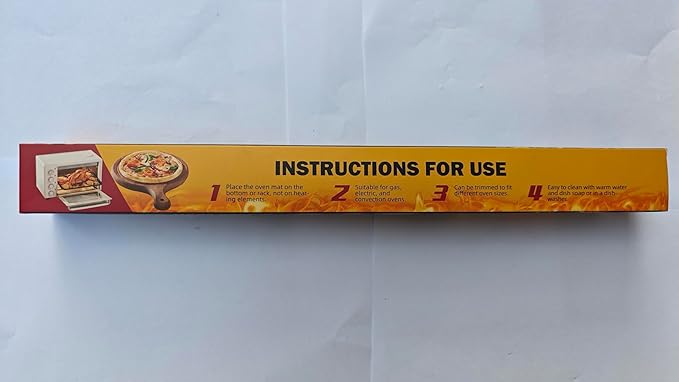 INSTRUCTIONS FOR USE
1
Place the oven mat on the
bottom or rack, not on heat-
ing elements.
2
Suitable for gas,
electric, and
convection ovens.
3
Can be trimmed to fit
different oven sizes.
4
Easy to clean with warm water
and dish soap or in a dish-
washer.